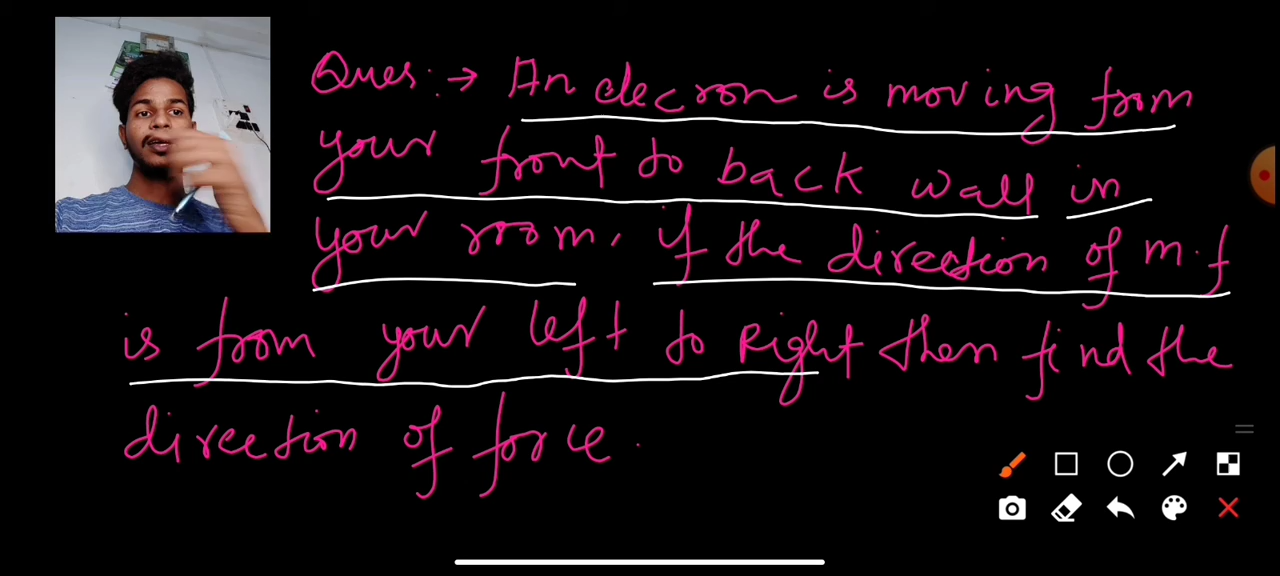 Ques:→ An elecron is moving from
your front to back wall in
your room, if the direction of m.f
is from your left to Right then find the
direction of force.